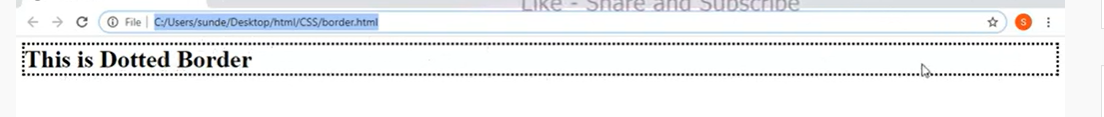 Like - Share and Subscribe
File | C:/Users/sunde/Desktop/html/CSS/border.html
S
This is Dotted Border